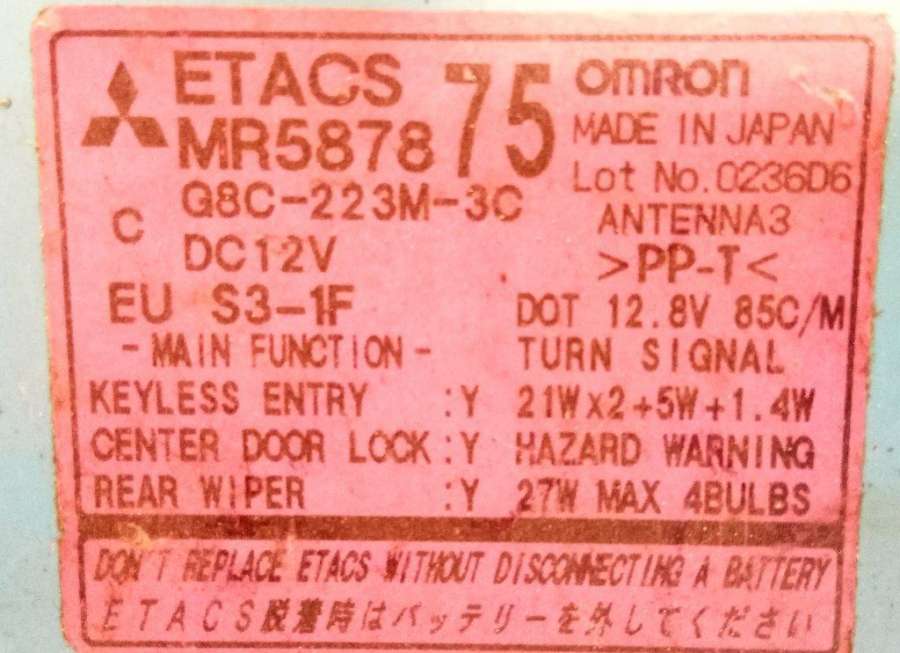 ETACS
MR587875
OMRON
MADE IN JAPAN
Lot No.0236D6
G8C-223M-3C
ANTENNA3
C
DC12V
>PP-T<
EU S3-1F
DOT 12.8V 85C/M
-MAIN FUNCTION-
TURN SIGNAL
KEYLESS ENTRY :Y
21W×2+5W+1.4W
CENTER DOOR LOCK:Y
HAZARD WARNING
REAR WIPER :Y
27W MAX 4BULBS
DON'T REPLACE ETACS WITHOUT DISCONNECTING A BATTERY
ETACS脱着時はバッテリーを外してください